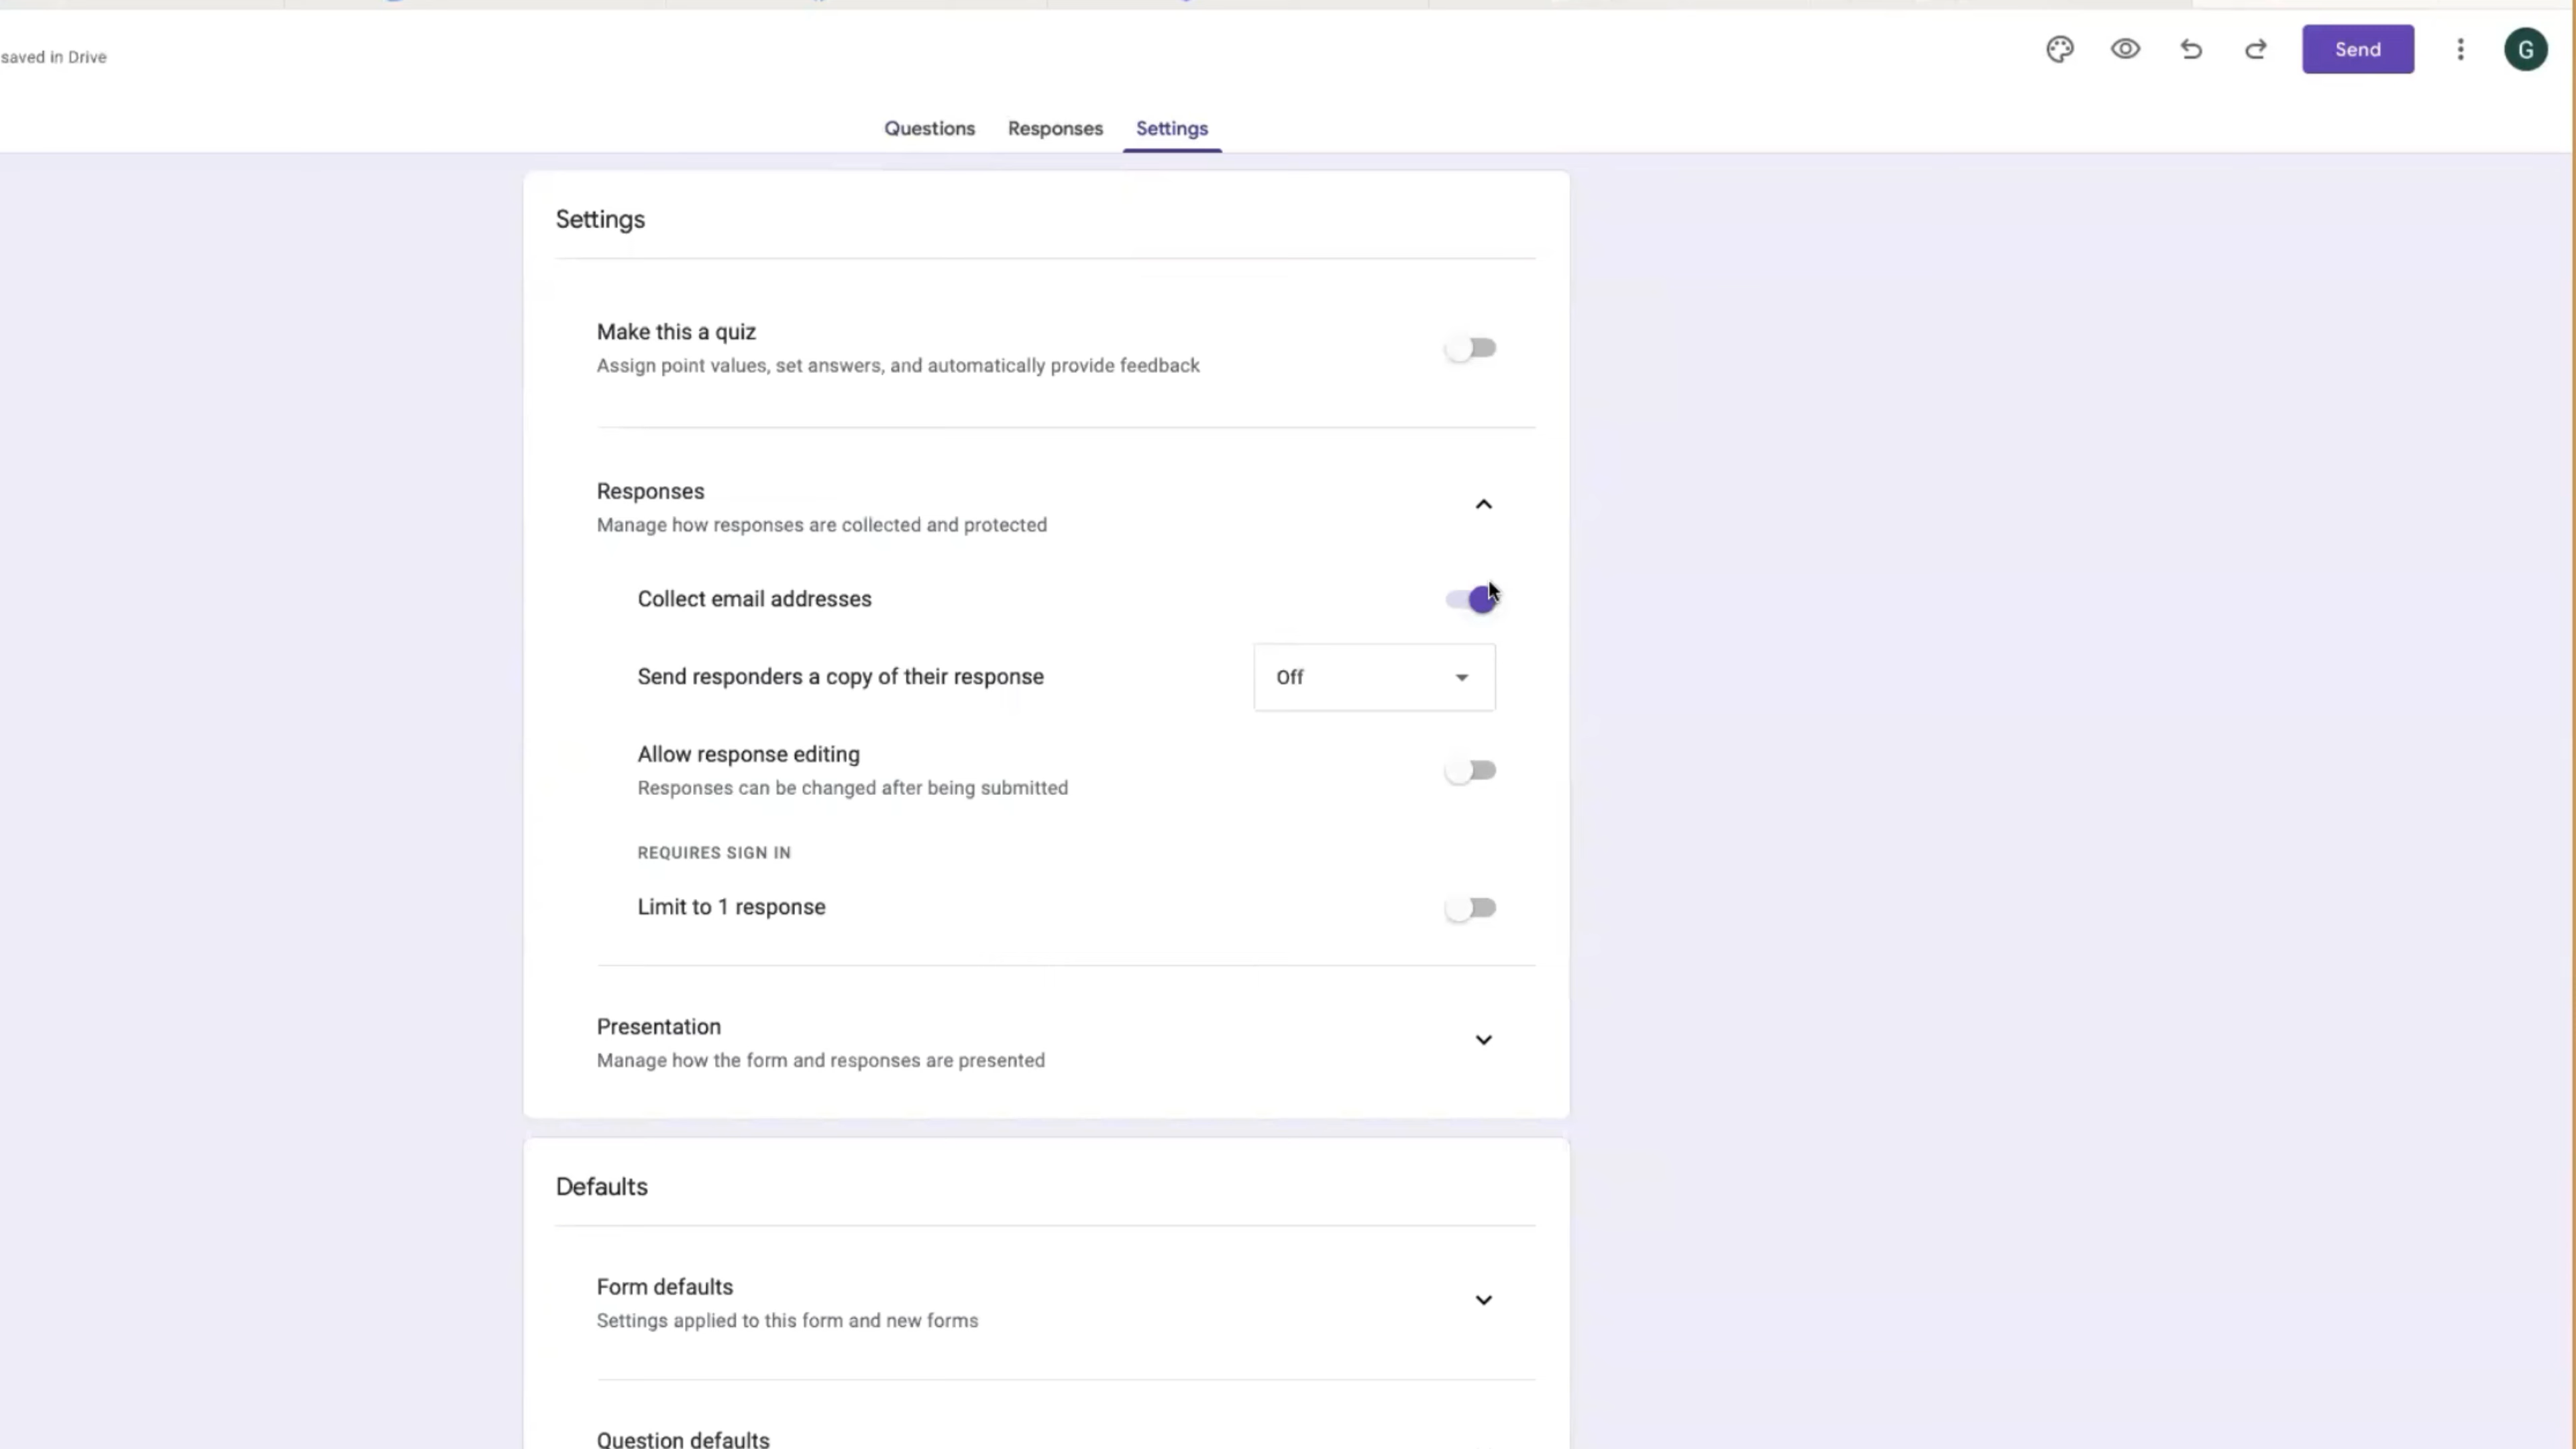 saved in Drive
Send
G
Questions
Responses
Settings
Settings
Make this a quiz
Assign point values, set answers, and automatically provide feedback
Responses
Manage how responses are collected and protected
Collect email addresses
Send responders a copy of their response
Off
Allow response editing
Responses can be changed after being submitted
REQUIRES SIGN IN
Limit to 1 response
Presentation
Manage how the form and responses are presented
Defaults
Form defaults
Settings applied to this form and new forms
Question defaults